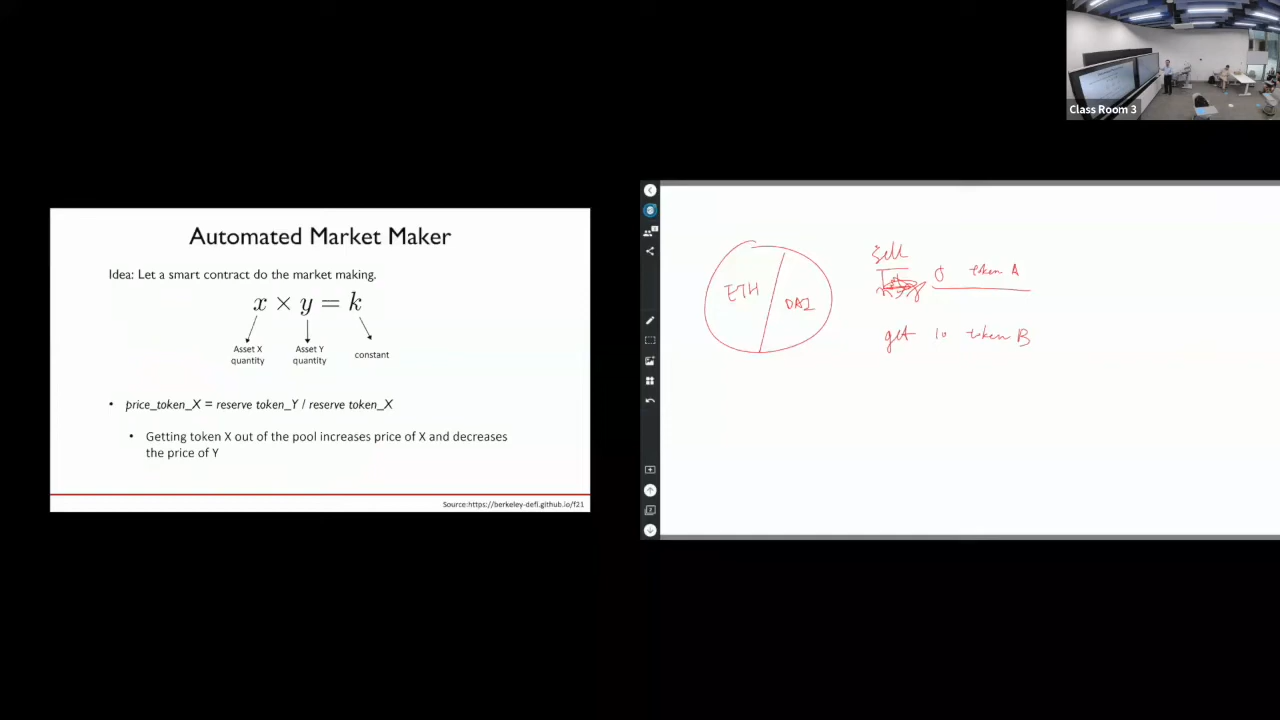 Class Room 3
Automated Market Maker
Idea: Let a smart contract do the market making.
x × y = k
Asset X quantity
Asset Y quantity
constant
• price_token_X = reserve token_Y / reserve token_X
• Getting token X out of the pool increases price of X and decreases
the price of Y
Source:https://berkeley-defi.github.io/f21
ETH
DAI
sell
token A
get 10 token B